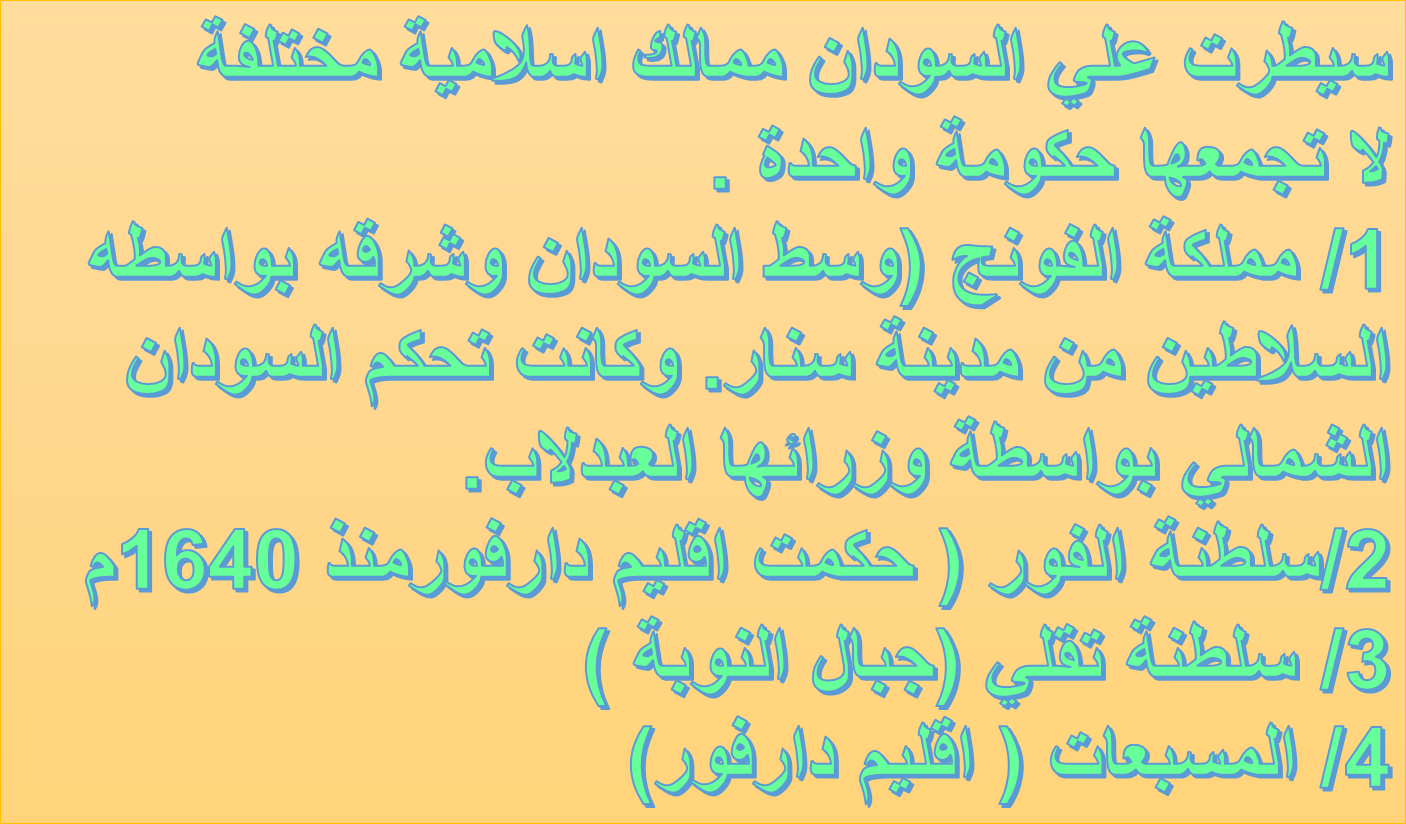 سيطرت علي السودان ممالك اسلامية مختلفة
لا تجمعها حكومة واحدة .
1/ مملكة الفونج (وسط السودان وشرقه بواسطه
السلاطين من مدينة سنار. وكانت تحكم السودان
الشمالي بواسطة وزرائها العبدلاب.
2/سلطنة الفور ( حكمت اقليم دارفورمنذ 1640م
3/ سلطنة تقلي (جبال النوبة )
4/ المسبعات ( اقليم دارفور)